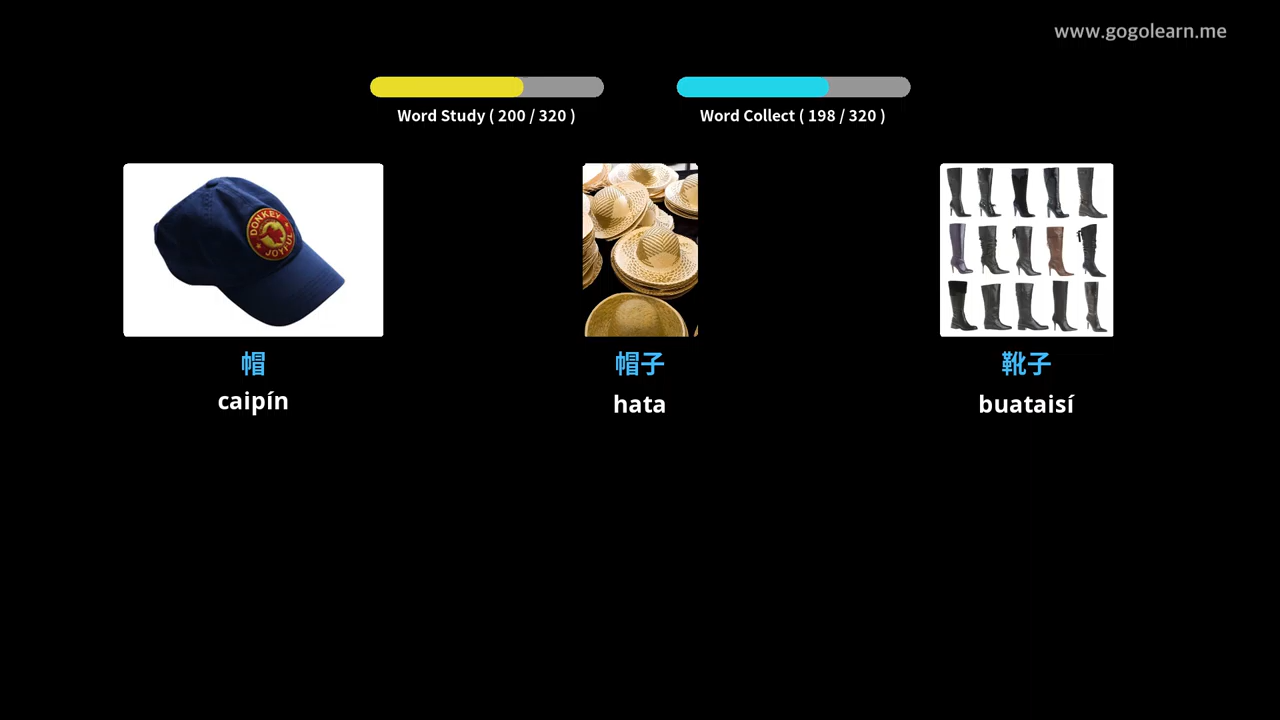 www.gogolearn.me
Word Study ( 200 / 320 )
Word Collect ( 198 / 320 )
DONKEY
JOYFUL
帽
帽子
靴子
caipín
hata
buataisí